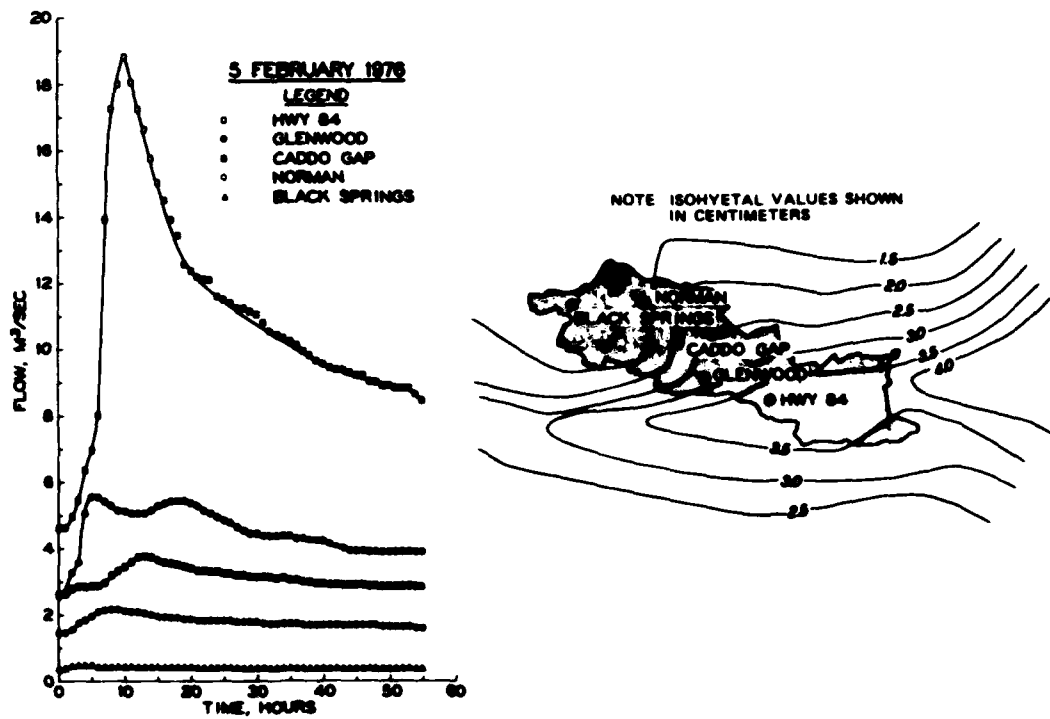 20
18
16
14
12
10
8
6
4
2
0
FLOW, M³/SEC
0 10 20 30 40 50 60
TIME, HOURS
5 FEBRUARY 1976
LEGEND
HWY 84
GLENWOOD
CADDO GAP
NORMAN
BLACK SPRINGS
NOTE ISOHYETAL VALUES SHOWN
IN CENTIMETERS
1.5
2.0
2.5
3.0
3.5
4.0
NORMAN
BLACK SPRINGS
CADDO GAP
GLENWOOD
HWY 84
3.5
3.0
2.5